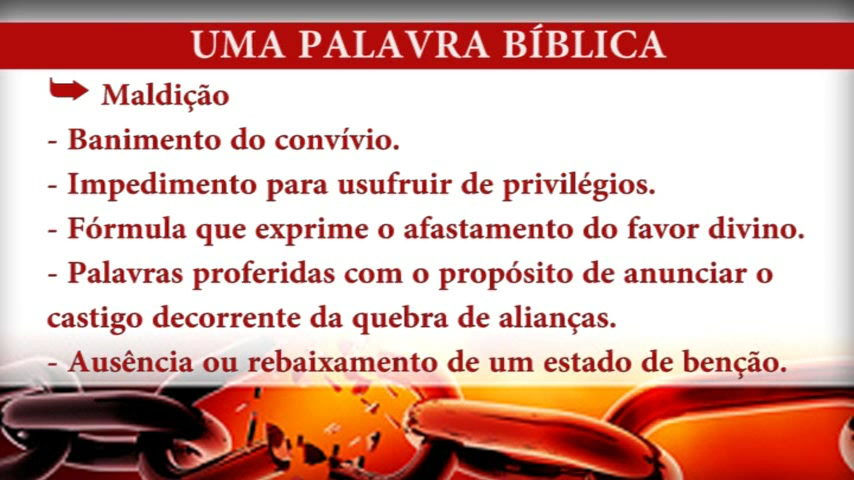 UMA PALAVRA BÍBLICA
Maldição
- Banimento do convívio.
- Impedimento para usufruir de privilégios.
- Fórmula que exprime o afastamento do favor divino.
- Palavras proferidas com o propósito de anunciar o
castigo decorrente da quebra de alianças.
- Ausência ou rebaixamento de um estado de benção.